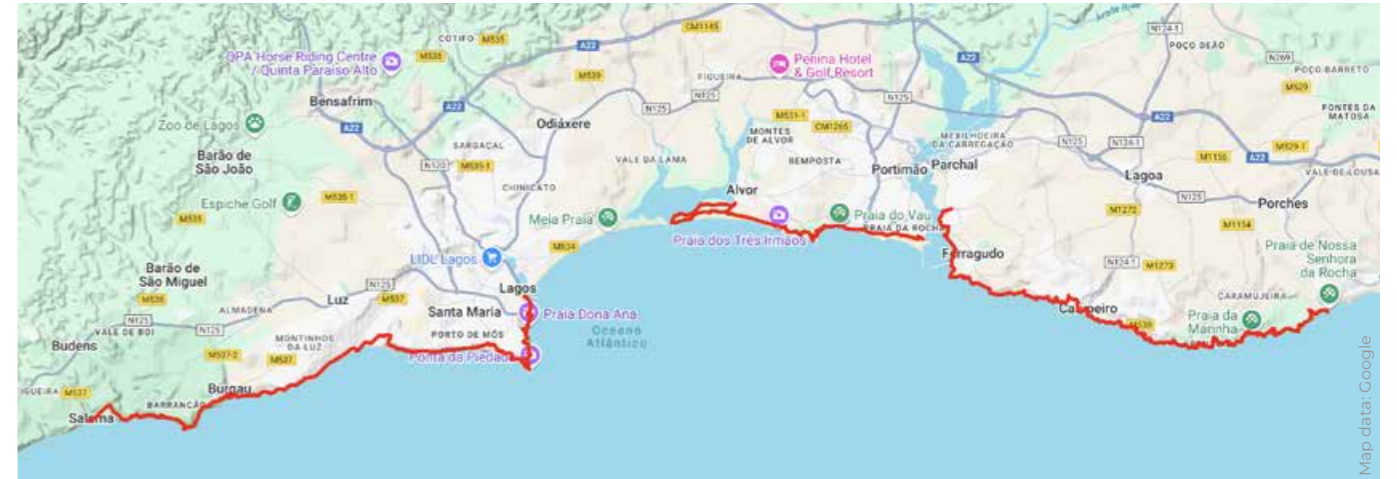 CM1145
N124-1
COTIFO
M535
POÇO DEÃO
QPA Horse Riding Centre
/ Quinta Paraiso Alto
M535
A22
Penina Hotel
& Golf Resort
A22
N269
POÇO BARRETO
M539
FIGUEIRA
M529
Bensafrim
A22
N125
N125
N125
FONTES DA
MATOSA
Zoo de Lagos
A22
Odiáxere
M531-1
CM1265
A22
MONTES
DE ALVOR
MEXILHOEIRA
DA CARREGAÇÃO
SARGAÇAL
N125
N124-1
M529-1
Barão de
São João
N120
M535-1
VALE DA LAMA
BEMPOSTA
M1156
A22
Portimão
Parchal
VALE DE LOUSA
Lagoa
CHINICATO
Alvor
M536-1
N125
Espiche Golf
Porches
M535
Meia Praia
Praia do Vau
M1272
M1154
PRAIA DA ROCHA
M534
Praia dos Três Irmãos
Praia de Nossa
Senhora
da Rocha
LIDL Lagos
Ferragudo
N124-1
M1273
Barão de
São Miguel
N125
Lagos
M536
Luz
M537
CARAMUJEIRA
ALMADENA
Santa Maria
Praia Dona Ana
Praia da
Marinha
N125
N125
VALE DE BOI
PORTO DE MÓS
Oceano
Atlântico
MONTINHOS
DA LUZ
Budens
M537-2
M537
Ponta da Piedade
Burgau
M537
BARRANCÃO
Salema
Map data: Google